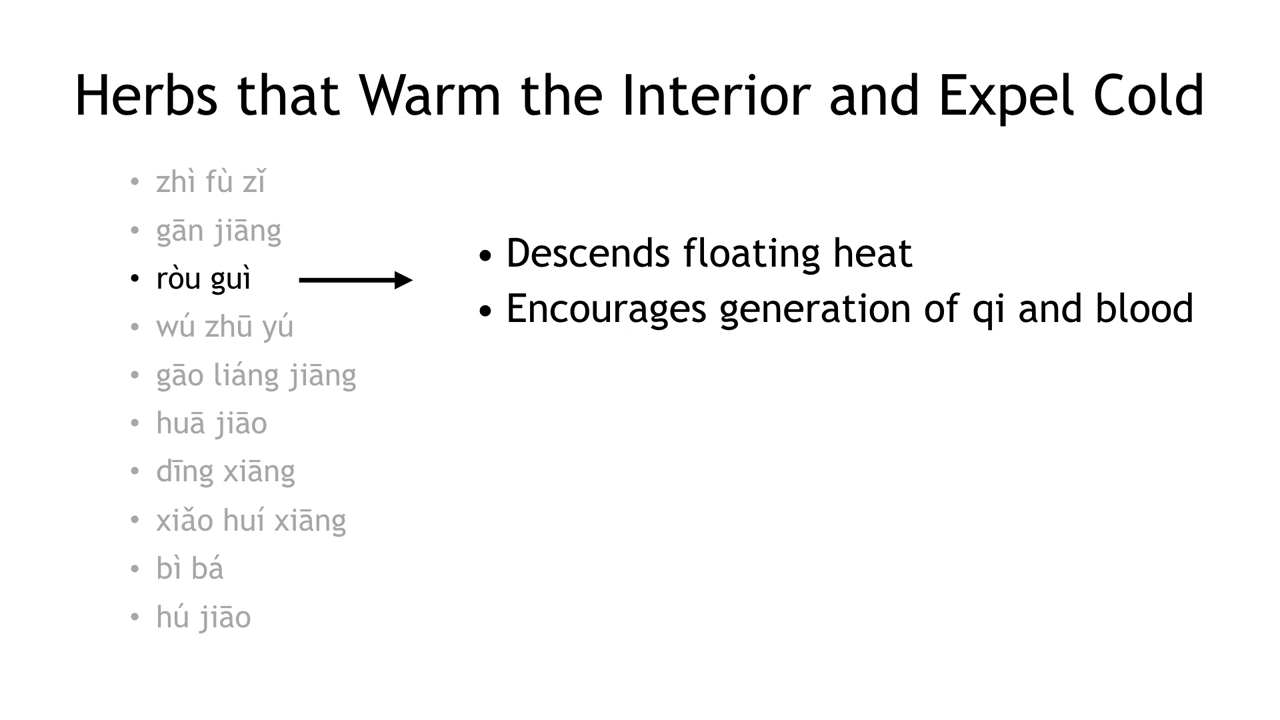 Herbs that Warm the Interior and Expel Cold
• zhì fù zǐ
• gān jiāng
• ròu guì
• wú zhū yú
• gāo liáng jiāng
• huā jiāo
• dīng xiāng
• xiǎo huí xiāng
• bì bá
• hú jiāo
• Descends floating heat
• Encourages generation of qi and blood